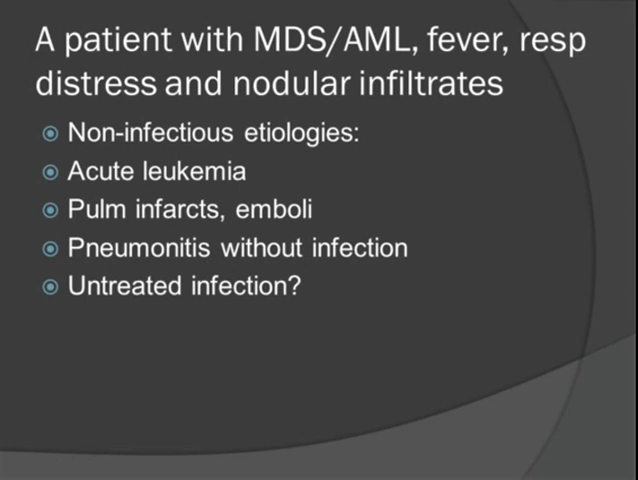 A patient with MDS/AML, fever, resp
distress and nodular infiltrates
Non-infectious etiologies:
Acute leukemia
Pulm infarcts, emboli
Pneumonitis without infection
Untreated infection?